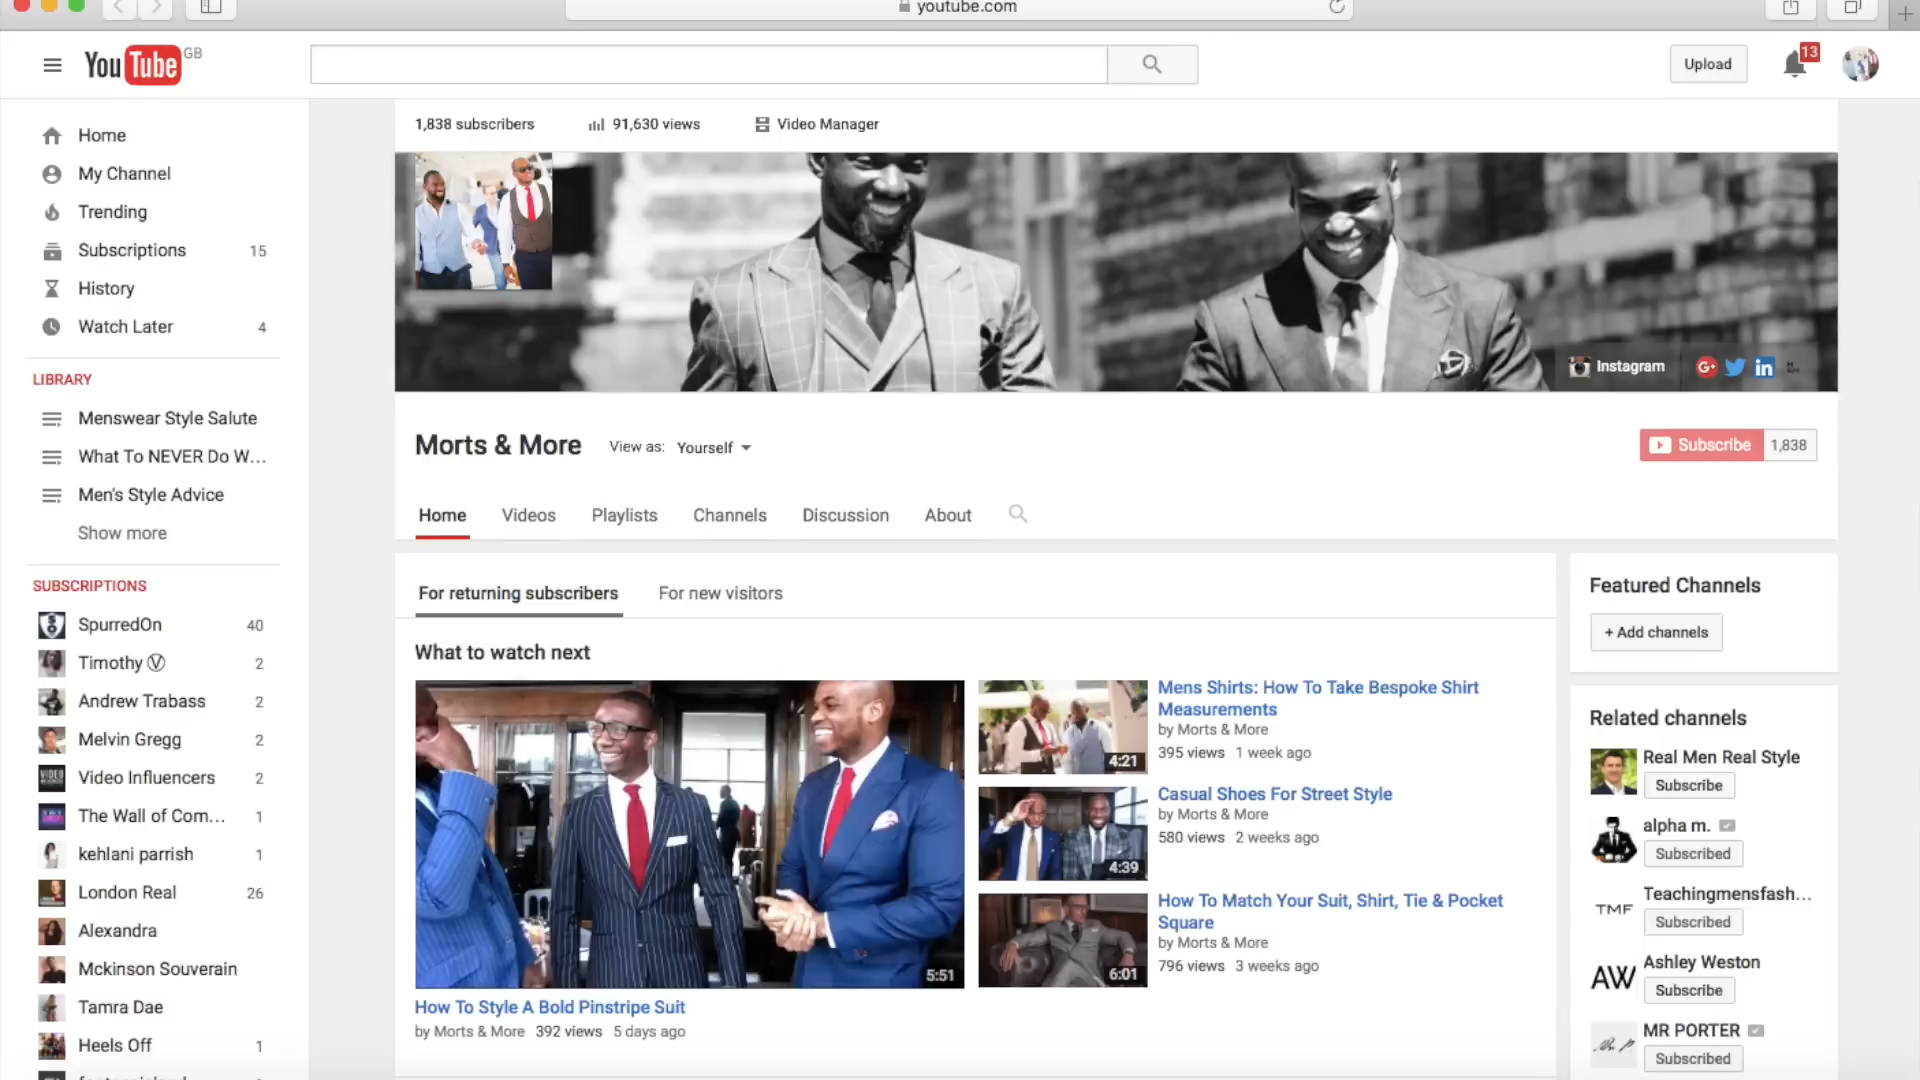 youtube.com
YouTube GB
Upload
13
Home
My Channel
Trending
Subscriptions 15
History
Watch Later 4
LIBRARY
Menswear Style Salute
What To NEVER Do W...
Men's Style Advice
Show more
SUBSCRIPTIONS
SpurredOn 40
Timothy Ⓥ 2
Andrew Trabass 2
Melvin Gregg 2
Video Influencers 2
The Wall of Com... 1
kehlani parrish 1
London Real 26
Alexandra
Mckinson Souverain
Tamra Dae
Heels Off 1
1,838 subscribers 91,630 views Video Manager
Instagram
Morts & More View as: Yourself
Subscribe 1,838
Home Videos Playlists Channels Discussion About
For returning subscribers For new visitors
What to watch next
5:51
How To Style A Bold Pinstripe Suit
by Morts & More 392 views 5 days ago
4:21
Mens Shirts: How To Take Bespoke Shirt
Measurements
by Morts & More
395 views 1 week ago
4:39
Casual Shoes For Street Style
by Morts & More
580 views 2 weeks ago
6:01
How To Match Your Suit, Shirt, Tie & Pocket
Square
by Morts & More
796 views 3 weeks ago
Featured Channels
+ Add channels
Related channels
Real Men Real Style
Subscribe
alpha m.
Subscribed
TMF
Teachingmensfash...
Subscribed
AW
Ashley Weston
Subscribe
MR PORTER
Subscribed